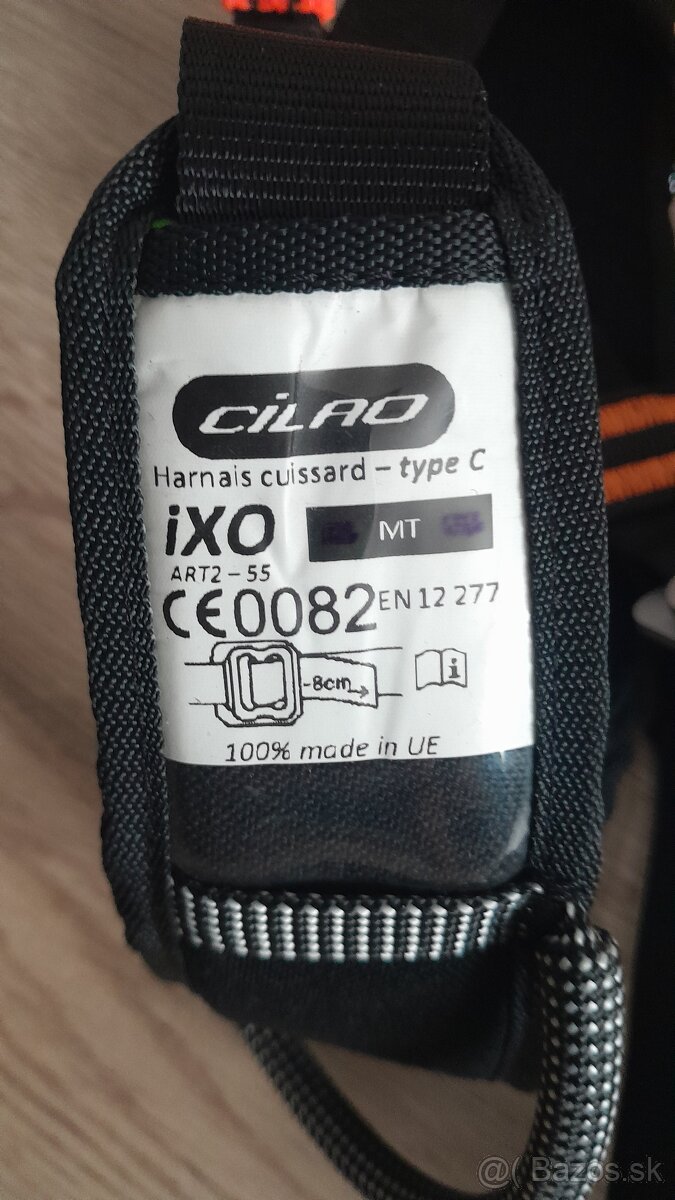 CILAO
Harnais cuissard – type C
iXO
MT
ART2 – 55
CE0082 EN 12 277
-8cm
i
100% made in UE
@( Bazos.sk